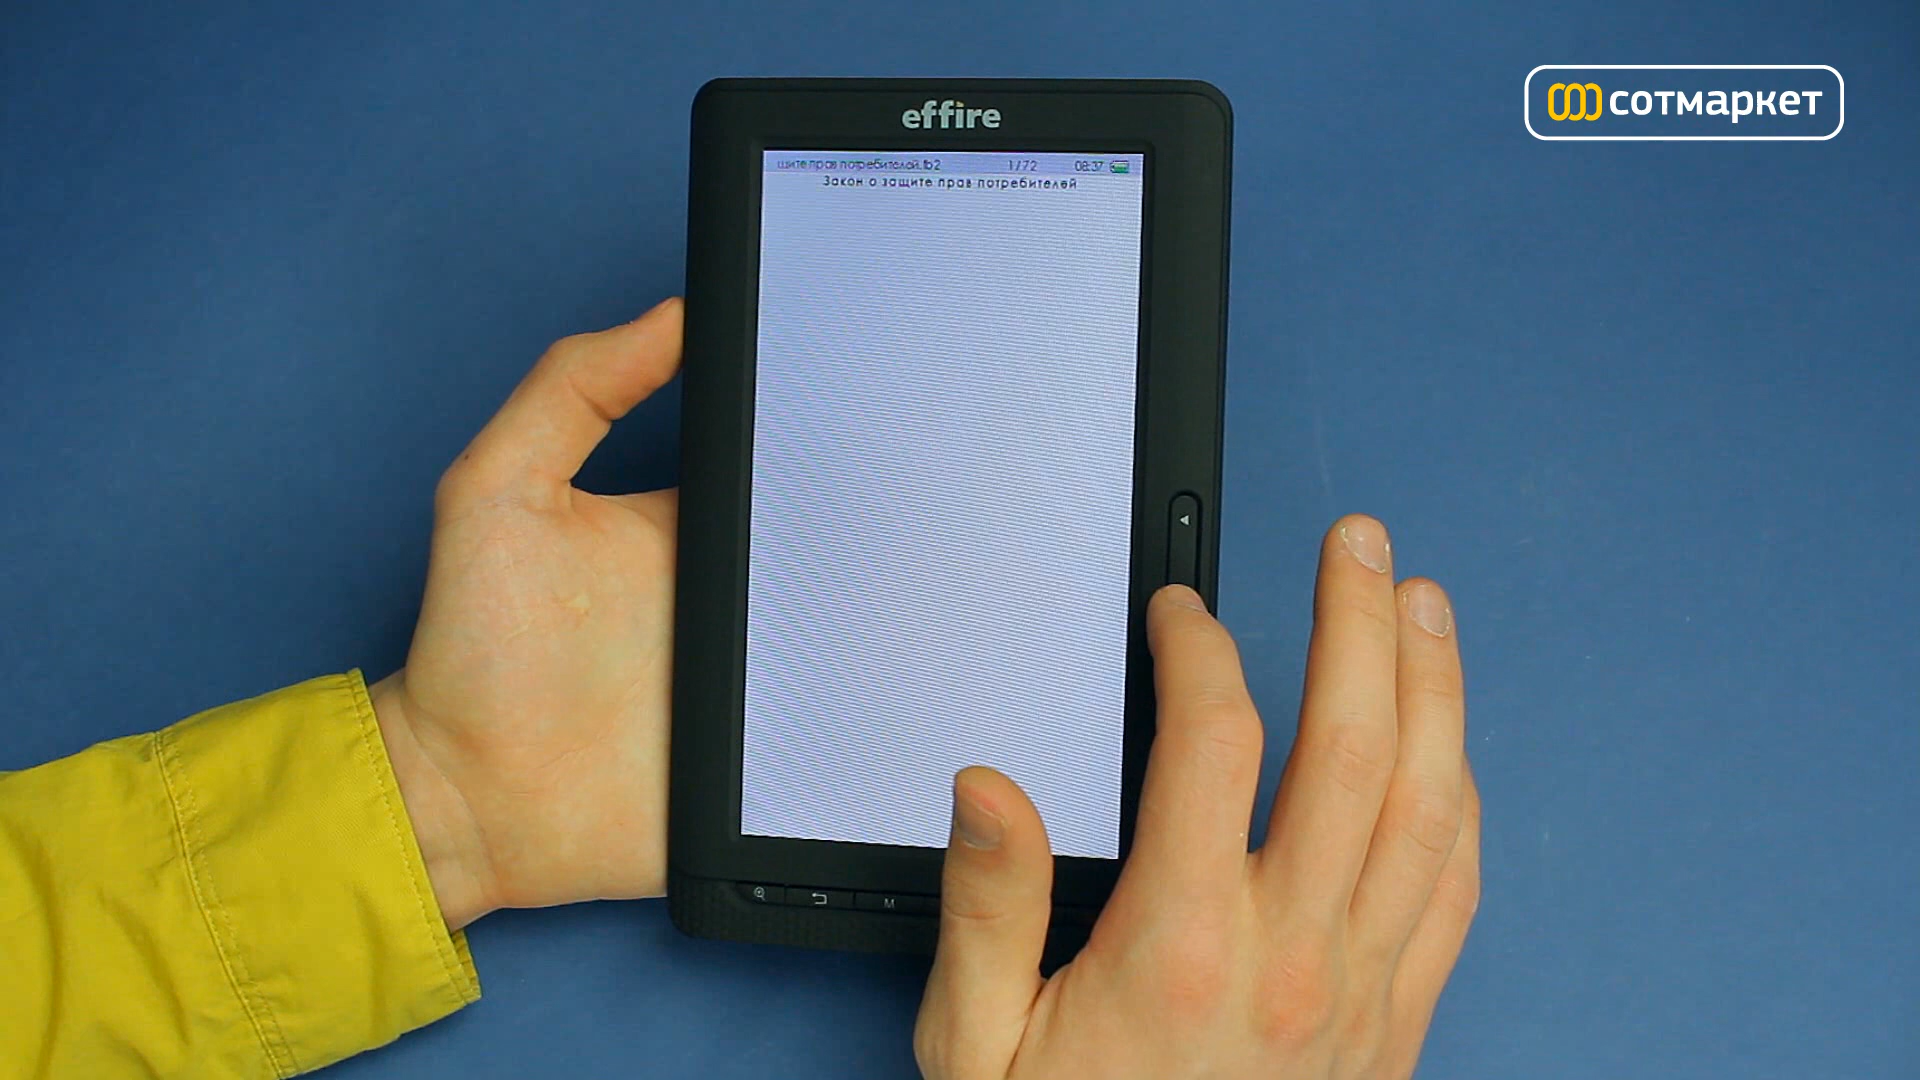 effire
сотмаркет
щите прав потребителей.fb2 1/72 08:37
Закон о защите прав потребителей
M